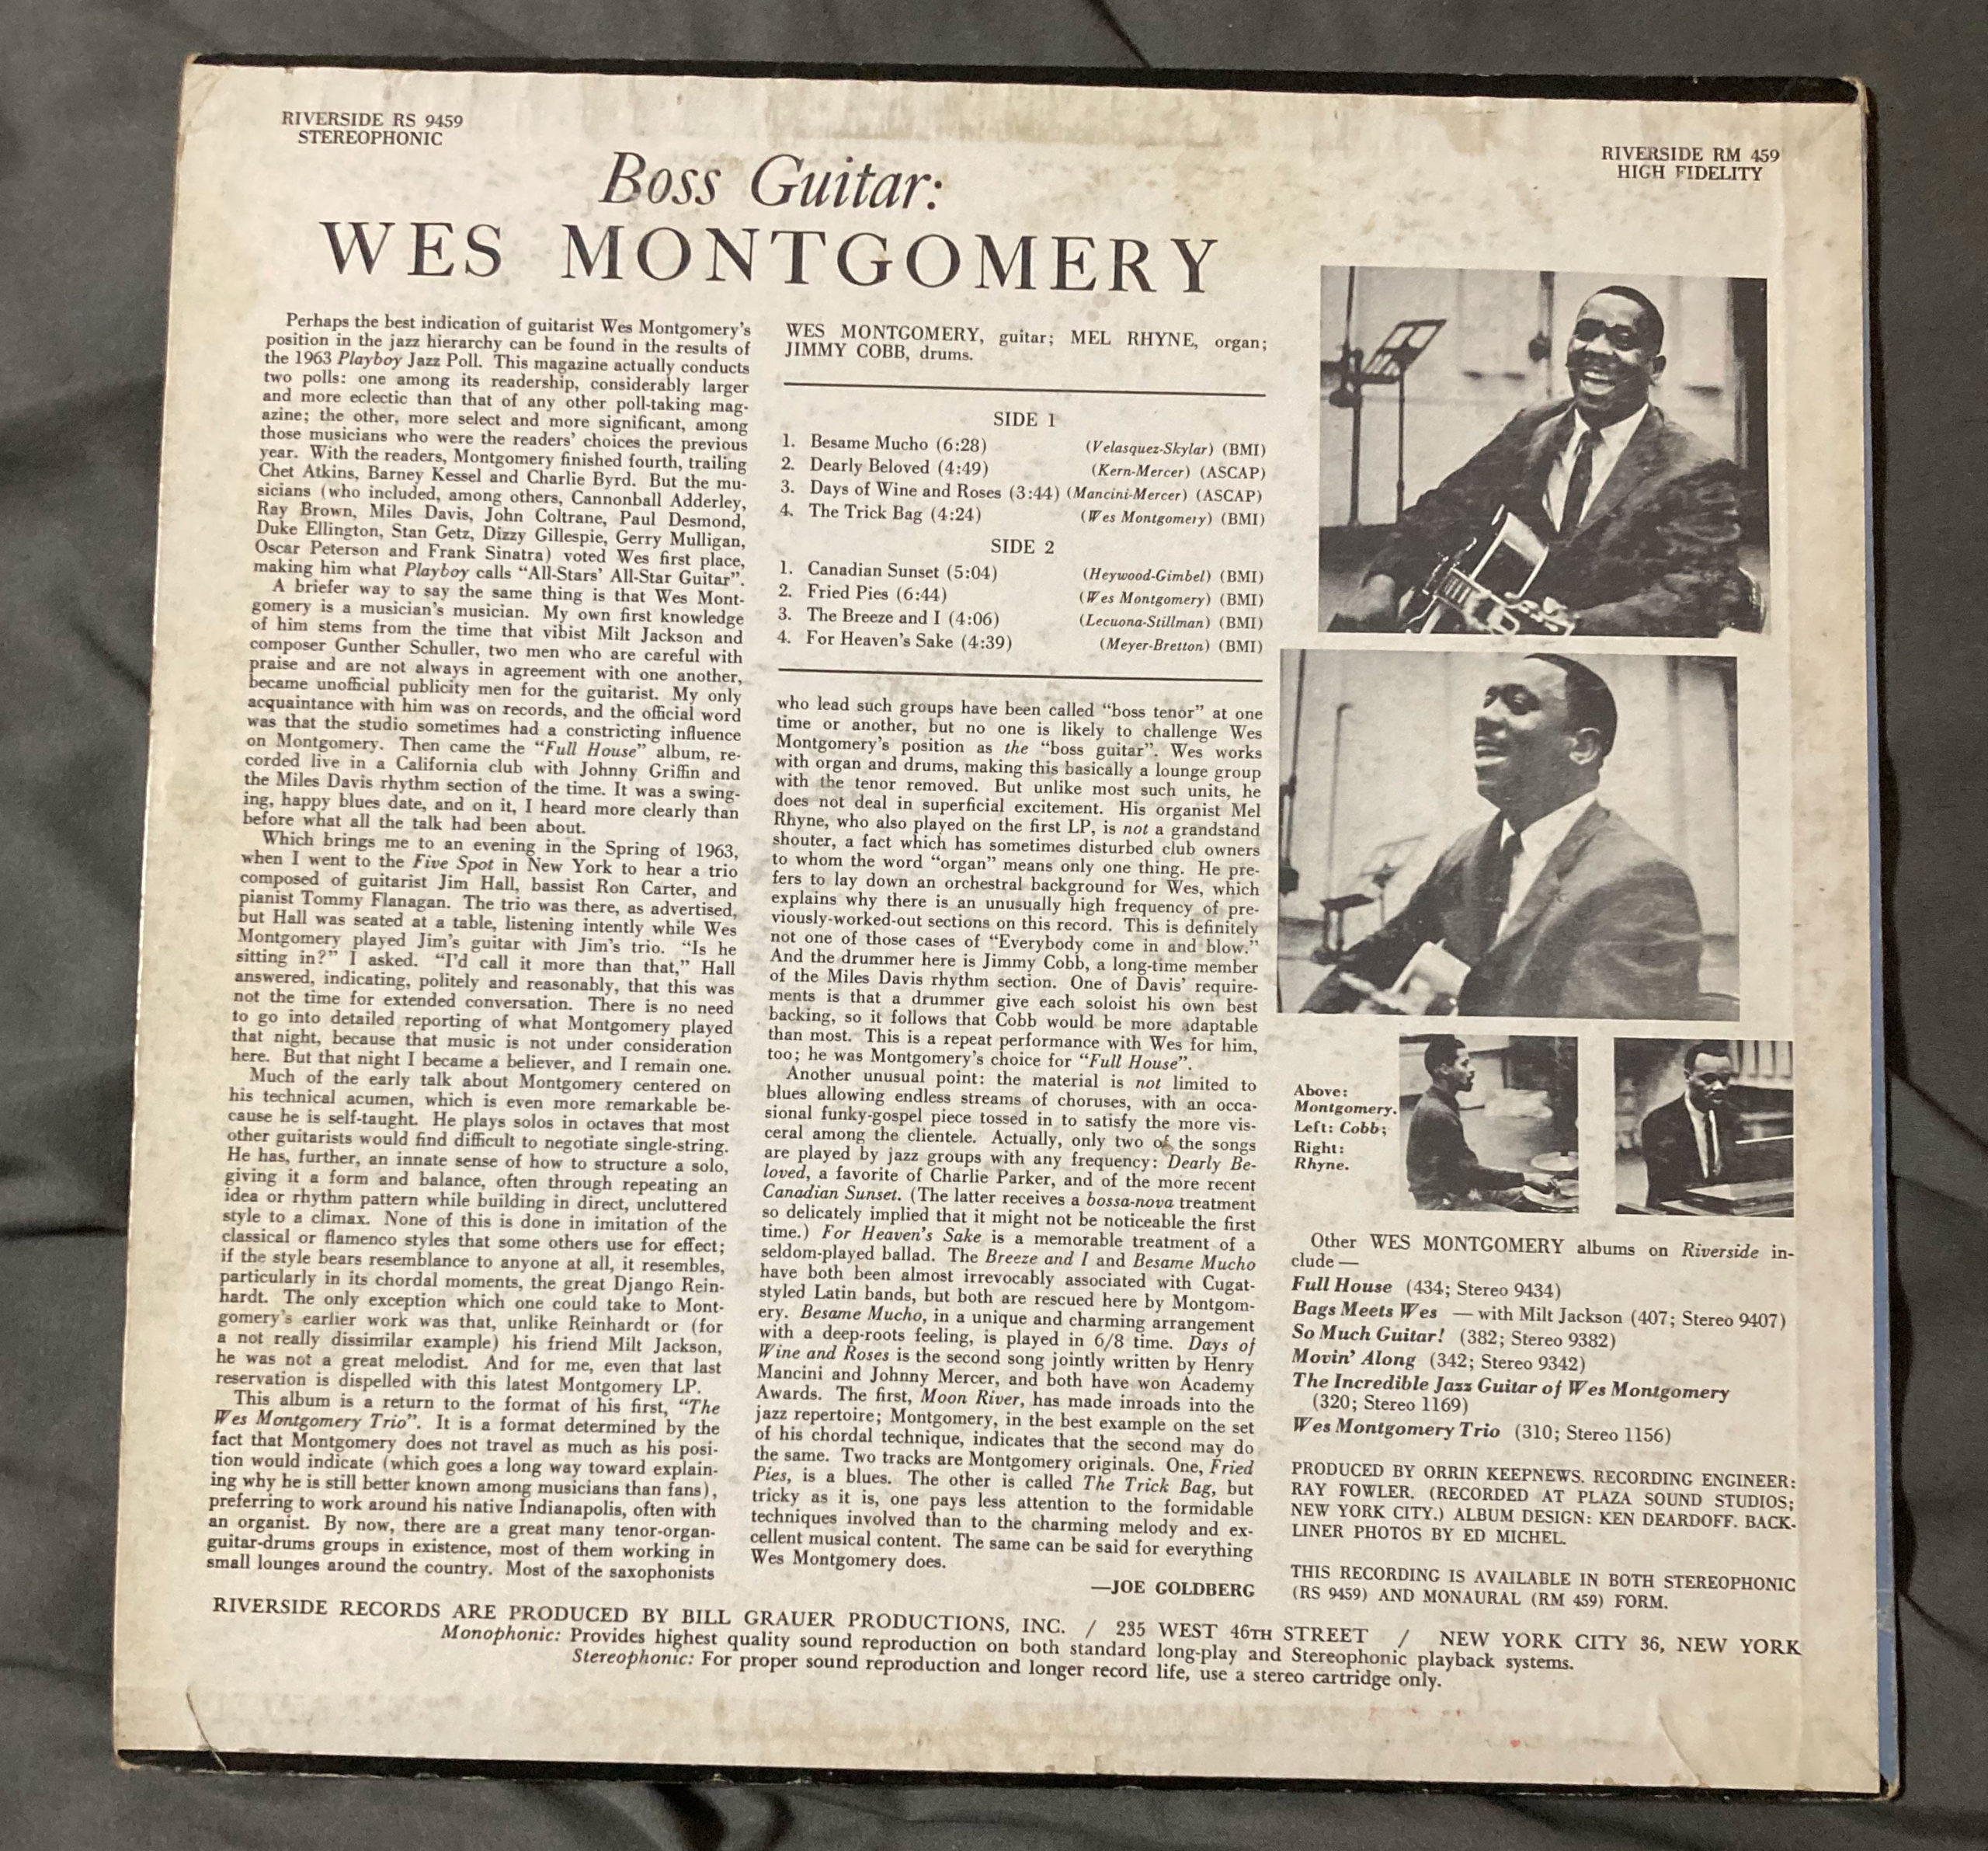 RIVERSIDE RS 9459
STEREOPHONIC
RIVERSIDE RM 459
HIGH FIDELITY
Boss Guitar:
WES MONTGOMERY
Perhaps the best indication of guitarist Wes Montgomery's
position in the jazz hierarchy can be found in the results of
the 1963 Playboy Jazz Poll. This magazine actually conducts
two polls: one among its readership, considerably larger
and more eclectic than that of any other poll-taking mag-
azine; the other, more select and more significant, among
those musicians who were the readers' choices the previous
year. With the readers, Montgomery finished fourth, trailing
Chet Atkins, Barney Kessel and Charlie Byrd. But the mu-
sicians (who included, among others, Cannonball Adderley,
Ray Brown, Miles Davis, John Coltrane, Paul Desmond,
Duke Ellington, Stan Getz, Dizzy Gillespie, Gerry Mulligan,
Oscar Peterson and Frank Sinatra) voted Wes first place,
making him what Playboy calls "All-Stars' All-Star Guitar".
A briefer way to say the same thing is that Wes Mont-
gomery is a musician's musician. My own first knowledge
of him stems from the time that vibist Milt Jackson and
composer Gunther Schuller, two men who are careful with
praise and are not always in agreement with one another,
became unofficial publicity men for the guitarist. My only
acquaintance with him was on records, and the official word
was that the studio sometimes had a constricting influence
on Montgomery. Then came the "Full House" album, re-
corded live in a California club with Johnny Griffin and
the Miles Davis rhythm section of the time. It was a swing-
ing, happy blues date, and on it, I heard more clearly than
before what all the talk had been about.
Which brings me to an evening in the Spring of 1963,
when I went to the Five Spot in New York to hear a trio
composed of guitarist Jim Hall, bassist Ron Carter, and
pianist Tommy Flanagan. The trio was there, as advertised,
but Hall was seated at a table, listening intently while Wes
Montgomery played Jim's guitar with Jim's trio. "Is he
sitting in?" I asked. "I'd call it more than that," Hall
answered, indicating, politely and reasonably, that this was
not the time for extended conversation. There is no need
to go into detailed reporting of what Montgomery played
that night, because that music is not under consideration
here. But that night I became a believer, and I remain one.
Much of the early talk about Montgomery centered on
his technical acumen, which is even more remarkable be-
cause he is self-taught. He plays solos in octaves that most
other guitarists would find difficult to negotiate single-string.
He has, further, an innate sense of how to structure a solo,
giving it a form and balance, often through repeating an
idea or rhythm pattern while building in direct, uncluttered
style to a climax. None of this is done in imitation of the
classical or flamenco styles that some others use for effect;
if the style bears resemblance to anyone at all, it resembles,
particularly in its chordal moments, the great Django Rein-
hardt. The only exception which one could take to Mont-
gomery's earlier work was that, unlike Reinhardt or (for
a not really dissimilar example) his friend Milt Jackson,
he was not a great melodist. And for me, even that last
reservation is dispelled with this latest Montgomery LP.
This album is a return to the format of his first, "The
Wes Montgomery Trio". It is a format determined by the
fact that Montgomery does not travel as much as his posi-
tion would indicate (which goes a long way toward explain-
ing why he is still better known among musicians than fans),
preferring to work around his native Indianapolis, often with
an organist. By now, there are a great many tenor-organ-
guitar-drums groups in existence, most of them working in
small lounges around the country. Most of the saxophonists
WES MONTGOMERY, guitar; MEL RHYNE, organ;
JIMMY COBB, drums.
SIDE 1
1. Besame Mucho (6:28) (Velasquez-Skylar) (BMI)
2. Dearly Beloved (4:49) (Kern-Mercer) (ASCAP)
3. Days of Wine and Roses (3:44) (Mancini-Mercer) (ASCAP)
4. The Trick Bag (4:24) (Wes Montgomery) (BMI)
SIDE 2
1. Canadian Sunset (5:04) (Heywood-Gimbel) (BMI)
2. Fried Pies (6:44) (Wes Montgomery) (BMI)
3. The Breeze and I (4:06) (Lecuona-Stillman) (BMI)
4. For Heaven's Sake (4:39) (Meyer-Bretton) (BMI)
who lead such groups have been called "boss tenor" at one
time or another, but no one is likely to challenge Wes
Montgomery's position as the "boss guitar". Wes works
with organ and drums, making this basically a lounge group
with the tenor removed. But unlike most such units, he
does not deal in superficial excitement. His organist Mel
Rhyne, who also played on the first LP, is not a grandstand
shouter, a fact which has sometimes disturbed club owners
to whom the word "organ" means only one thing. He pre-
fers to lay down an orchestral background for Wes, which
explains why there is an unusually high frequency of pre-
viously-worked-out sections on this record. This is definitely
not one of those cases of "Everybody come in and blow."
And the drummer here is Jimmy Cobb, a long-time member
of the Miles Davis rhythm section. One of Davis' require-
ments is that a drummer give each soloist his own best
backing, so it follows that Cobb would be more adaptable
than most. This is a repeat performance with Wes for him,
too; he was Montgomery's choice for "Full House".
Another unusual point: the material is not limited to
blues allowing endless streams of choruses, with an occa-
sional funky-gospel piece tossed in to satisfy the more vis-
ceral among the clientele. Actually, only two of the songs
are played by jazz groups with any frequency: Dearly Be-
loved, a favorite of Charlie Parker, and of the more recent
Canadian Sunset. (The latter receives a bossa-nova treatment
so delicately implied that it might not be noticeable the first
time.) For Heaven's Sake is a memorable treatment of a
seldom-played ballad. The Breeze and I and Besame Mucho
have both been almost irrevocably associated with Cugat-
styled Latin bands, but both are rescued here by Montgom-
ery. Besame Mucho, in a unique and charming arrangement
with a deep-roots feeling, is played in 6/8 time. Days of
Wine and Roses is the second song jointly written by Henry
Mancini and Johnny Mercer, and both have won Academy
Awards. The first, Moon River, has made inroads into the
jazz repertoire; Montgomery, in the best example on the set
of his chordal technique, indicates that the second may do
the same. Two tracks are Montgomery originals. One, Fried
Pies, is a blues. The other is called The Trick Bag, but
tricky as it is, one pays less attention to the formidable
techniques involved than to the charming melody and ex-
cellent musical content. The same can be said for everything
Wes Montgomery does.
—JOE GOLDBERG
Above:
Montgomery.
Left: Cobb;
Right:
Rhyne.
Other WES MONTGOMERY albums on Riverside in-
clude —
Full House (434; Stereo 9434)
Bags Meets Wes — with Milt Jackson (407; Stereo 9407)
So Much Guitar! (382; Stereo 9382)
Movin' Along (342; Stereo 9342)
The Incredible Jazz Guitar of Wes Montgomery
(320; Stereo 1169)
Wes Montgomery Trio (310; Stereo 1156)
PRODUCED BY ORRIN KEEPNEWS. RECORDING ENGINEER:
RAY FOWLER. (RECORDED AT PLAZA SOUND STUDIOS;
NEW YORK CITY.) ALBUM DESIGN: KEN DEARDOFF. BACK-
LINER PHOTOS BY ED MICHEL.
THIS RECORDING IS AVAILABLE IN BOTH STEREOPHONIC
(RS 9459) AND MONAURAL (RM 459) FORM.
RIVERSIDE RECORDS ARE PRODUCED BY BILL GRAUER PRODUCTIONS, INC. / 235 WEST 46TH STREET / NEW YORK CITY 36, NEW YORK
Monophonic: Provides highest quality sound reproduction on both standard long-play and Stereophonic playback systems.
Stereophonic: For proper sound reproduction and longer record life, use a stereo cartridge only.